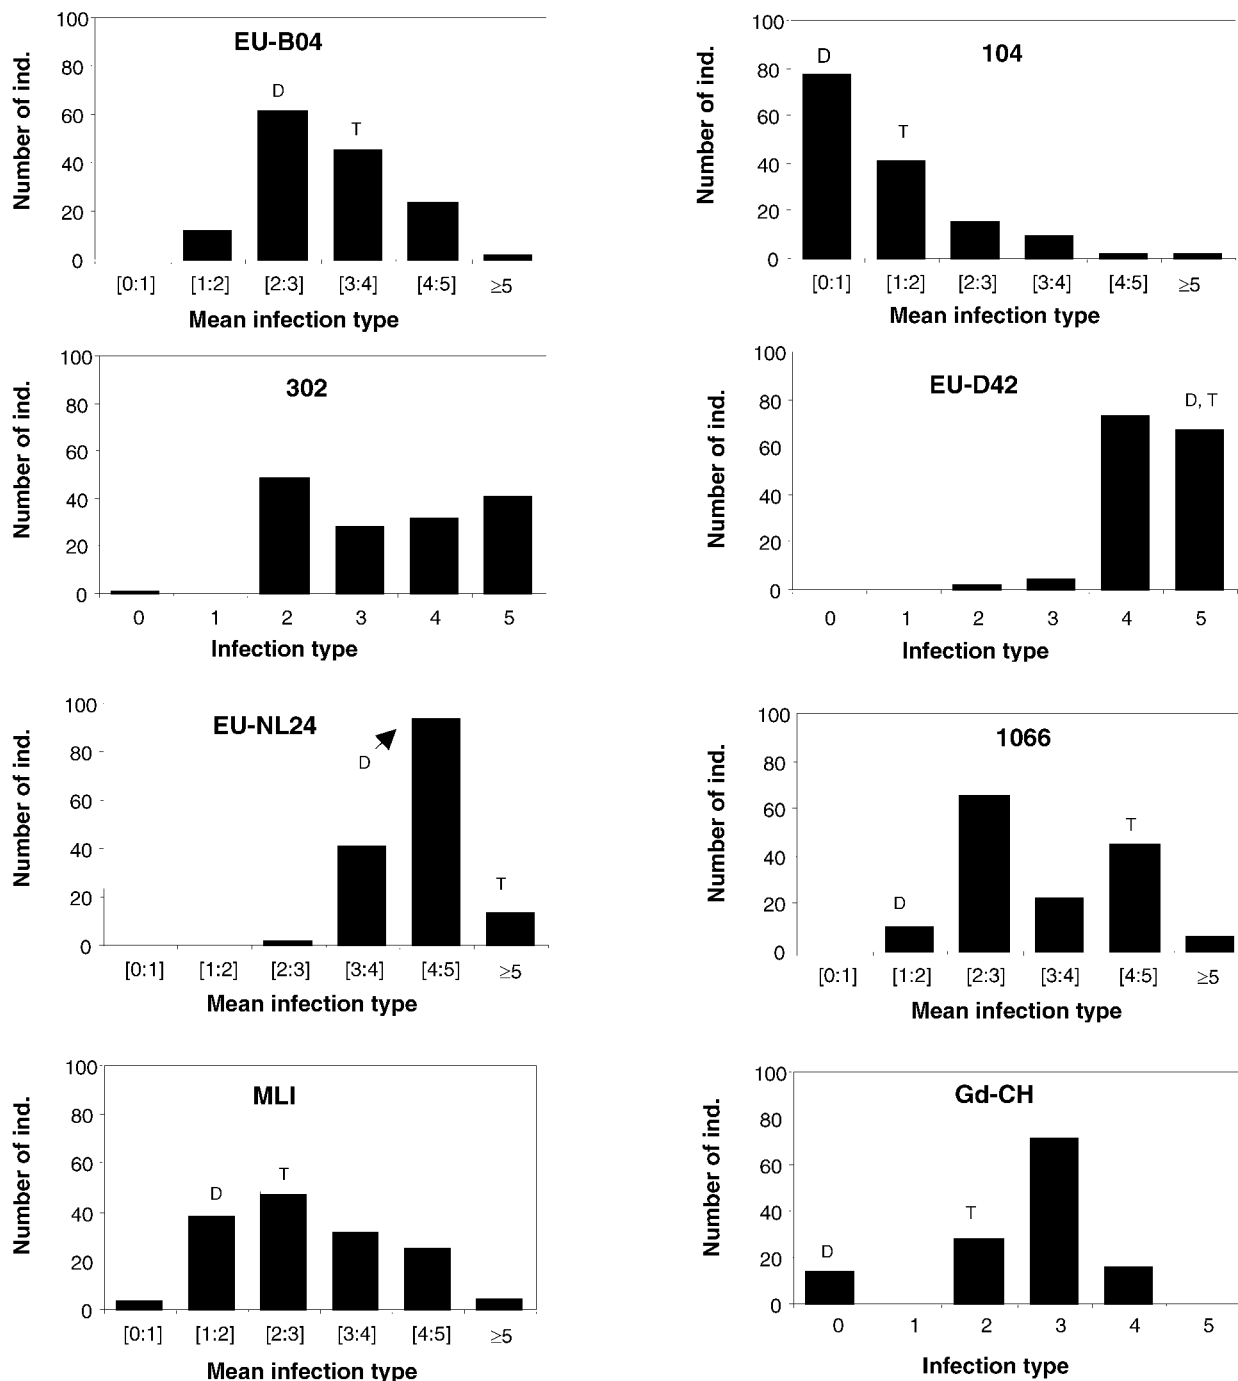 EU-B04
Number of ind.
100
80
60
40
20
0
D
T
[0:1] [1:2] [2:3] [3:4] [4:5] ≥5
Mean infection type
104
Number of ind.
100
80
60
40
20
0
D
T
[0:1] [1:2] [2:3] [3:4] [4:5] ≥5
Mean infection type
302
Number of ind.
100
80
60
40
20
0
0 1 2 3 4 5
Infection type
EU-D42
Number of ind.
100
80
60
40
20
0
D, T
0 1 2 3 4 5
Infection type
EU-NL24
Number of ind.
100
80
60
40
20
0
D
T
[0:1] [1:2] [2:3] [3:4] [4:5] ≥5
Mean infection type
1066
Number of ind.
100
80
60
40
20
0
D
T
[0:1] [1:2] [2:3] [3:4] [4:5] ≥5
Mean infection type
MLI
Number of ind.
100
80
60
40
20
0
D
T
[0:1] [1:2] [2:3] [3:4] [4:5] ≥5
Mean infection type
Gd-CH
Number of ind.
100
80
60
40
20
0
D
T
0 1 2 3 4 5
Infection type